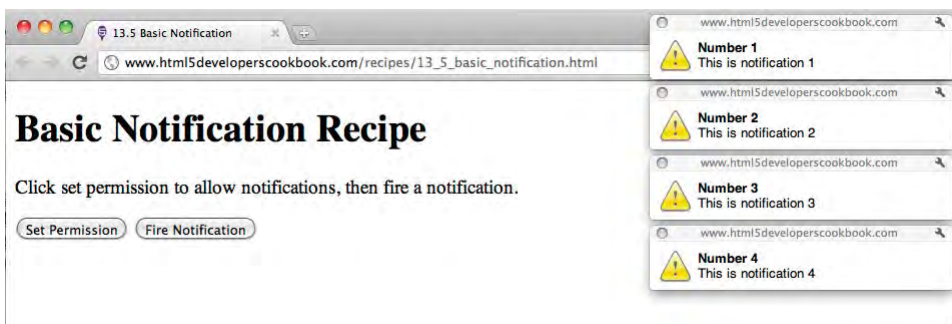 13.5 Basic Notification
www.html5developerscookbook.com/recipes/13_5_basic_notification.html
Basic Notification Recipe
Click set permission to allow notifications, then fire a notification.
Set Permission Fire Notification
www.html5developerscookbook.com
Number 1
This is notification 1
www.html5developerscookbook.com
Number 2
This is notification 2
www.html5developerscookbook.com
Number 3
This is notification 3
www.html5developerscookbook.com
Number 4
This is notification 4